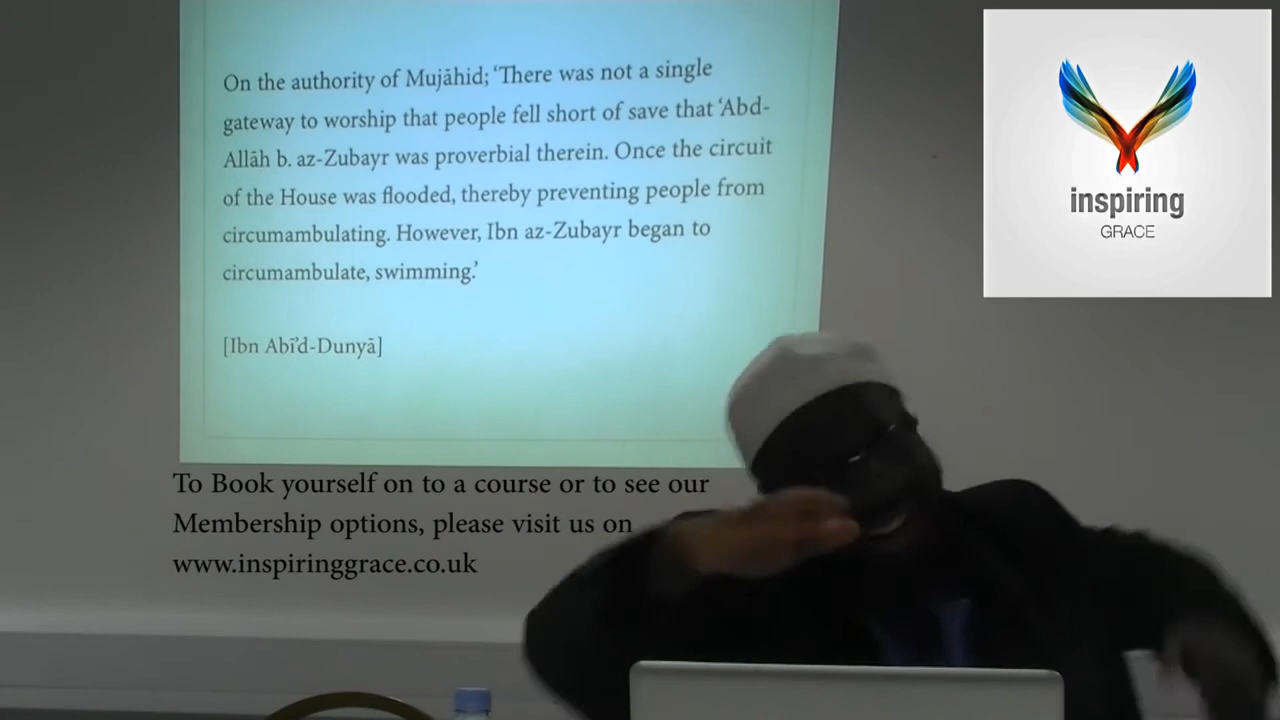 On the authority of Mujāhid; ‘There was not a single
gateway to worship that people fell short of save that ‘Abd-
Allāh b. az-Zubayr was proverbial therein. Once the circuit
of the House was flooded, thereby preventing people from
circumambulating. However, Ibn az-Zubayr began to
circumambulate, swimming.’
[Ibn Abī’d-Dunyā]
inspiring
GRACE
To Book yourself on to a course or to see our
Membership options, please visit us on
www.inspiringgrace.co.uk